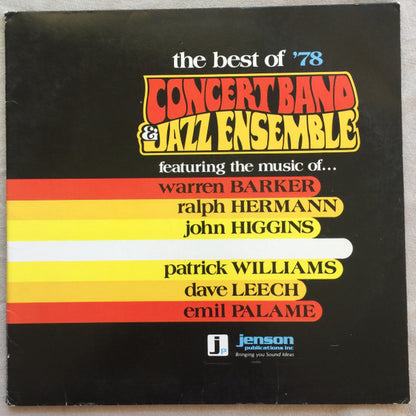 the best of '78
CONCERT BAND
& JAZZ ENSEMBLE
featuring the music of...
warren BARKER
ralph HERMANN
john HIGGINS
patrick WILLIAMS
dave LEECH
emil PALAME
jp jenson
publications inc
Bringing you Sound Ideas